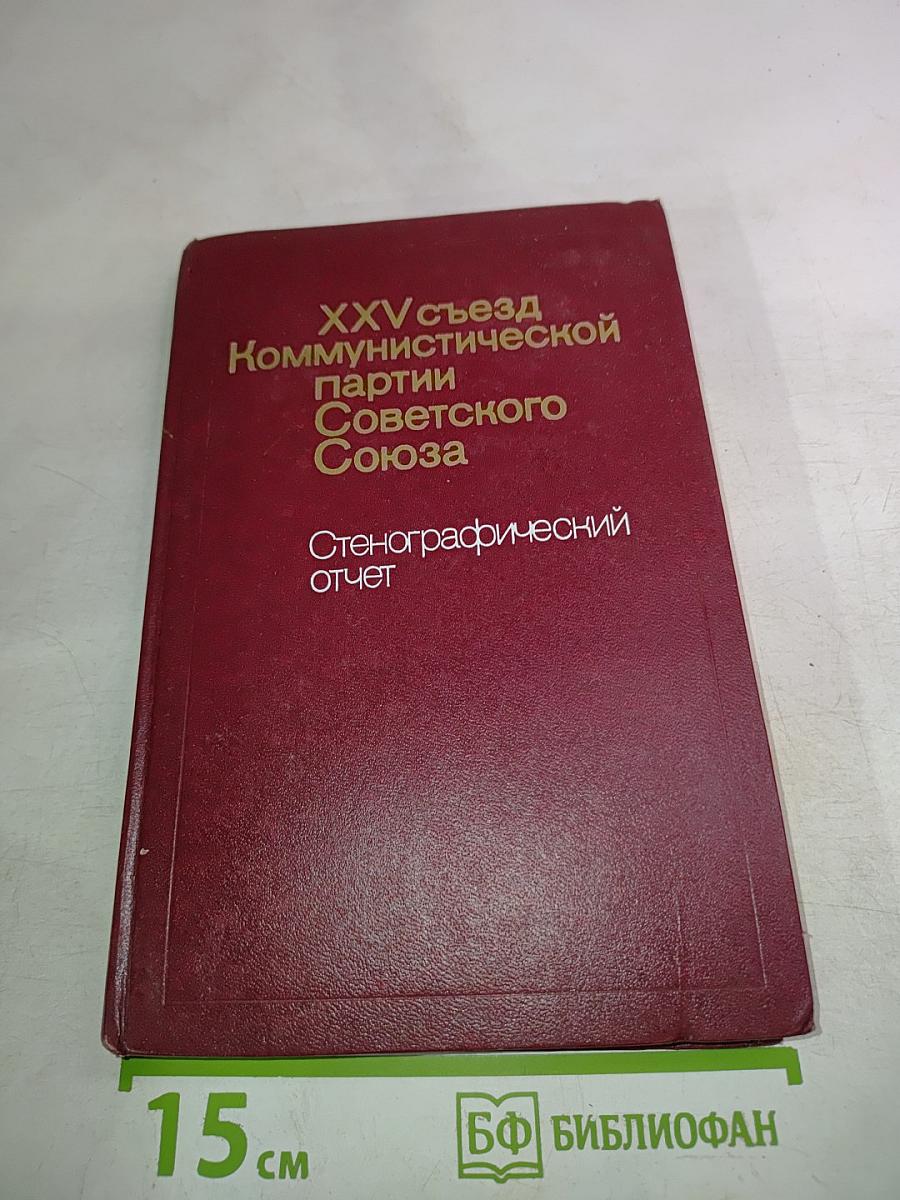 XXV съезд
Коммунистической
партии
Советского
Союза
Стенографический
отчет
15 см
БФ БИБЛИОФАН